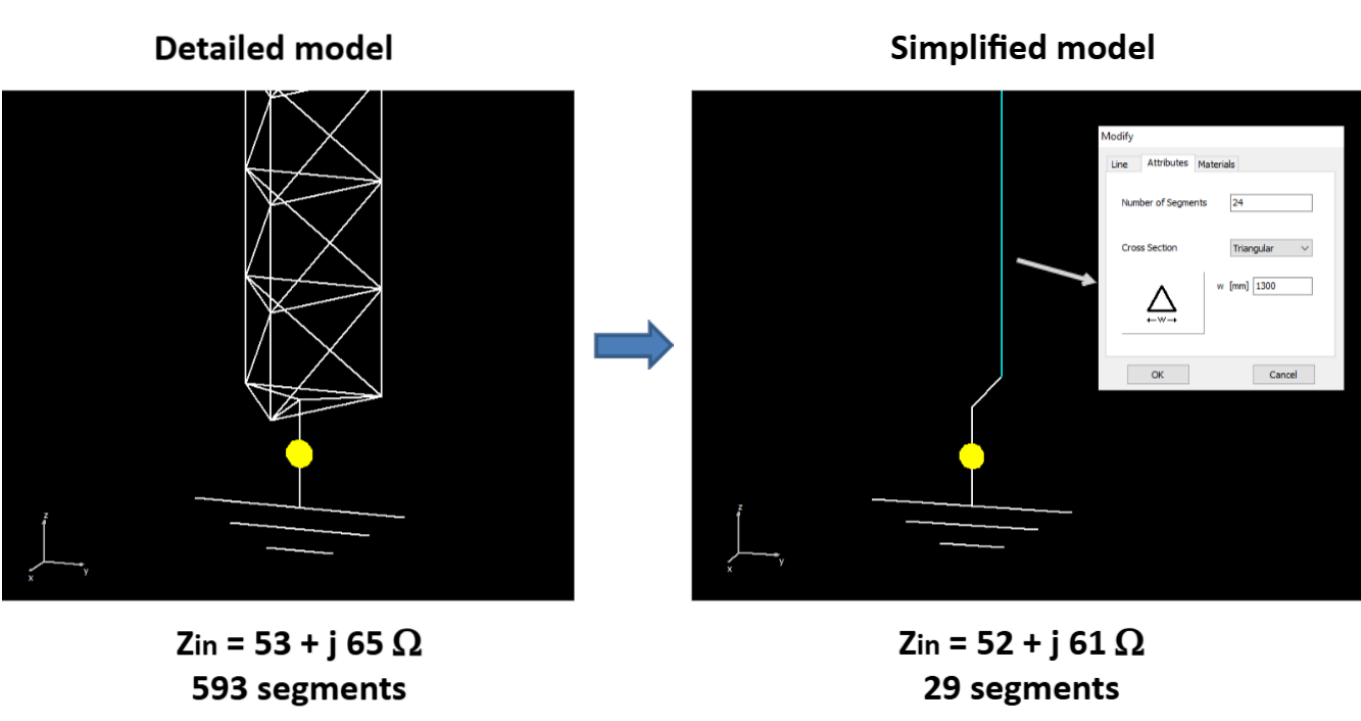 Detailed model
Simplified model
Modify
Line Attributes Materials
Number of Segments 24
Cross Section Triangular
w [mm] 1300
w
OK Cancel
z
x
y
z
x
y
Zin = 53 + j 65 Ω
593 segments
Zin = 52 + j 61 Ω
29 segments